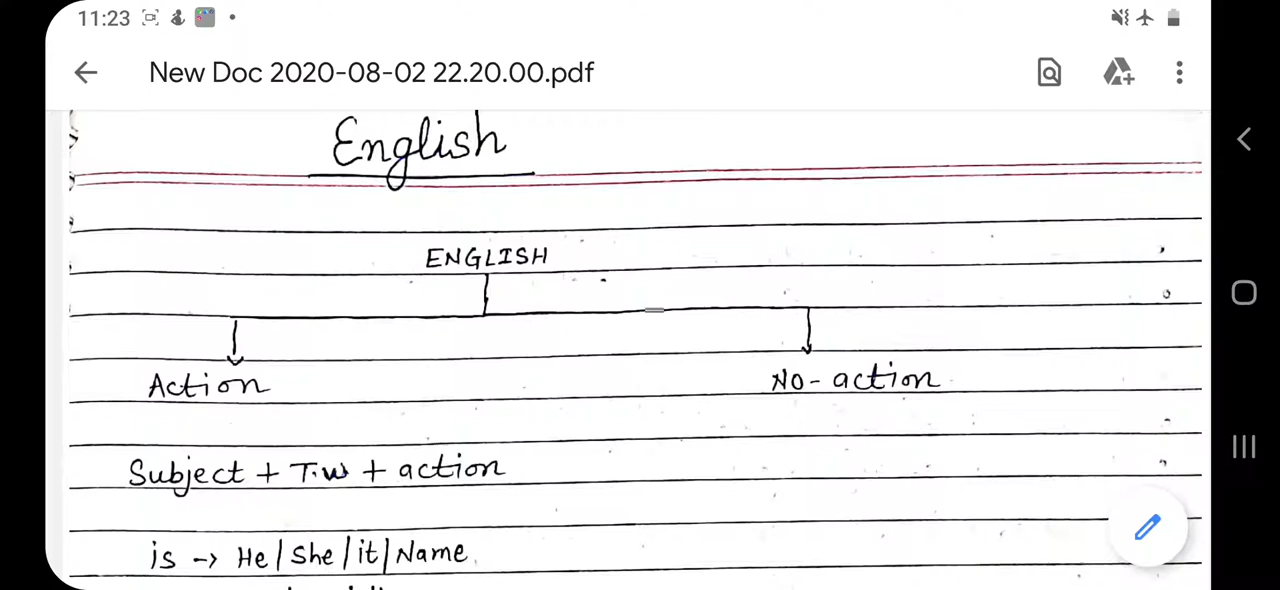 11:23
New Doc 2020-08-02 22.20.00.pdf
English
ENGLISH
Action
No-action
Subject + T.w + action
is → He/She/it/Name